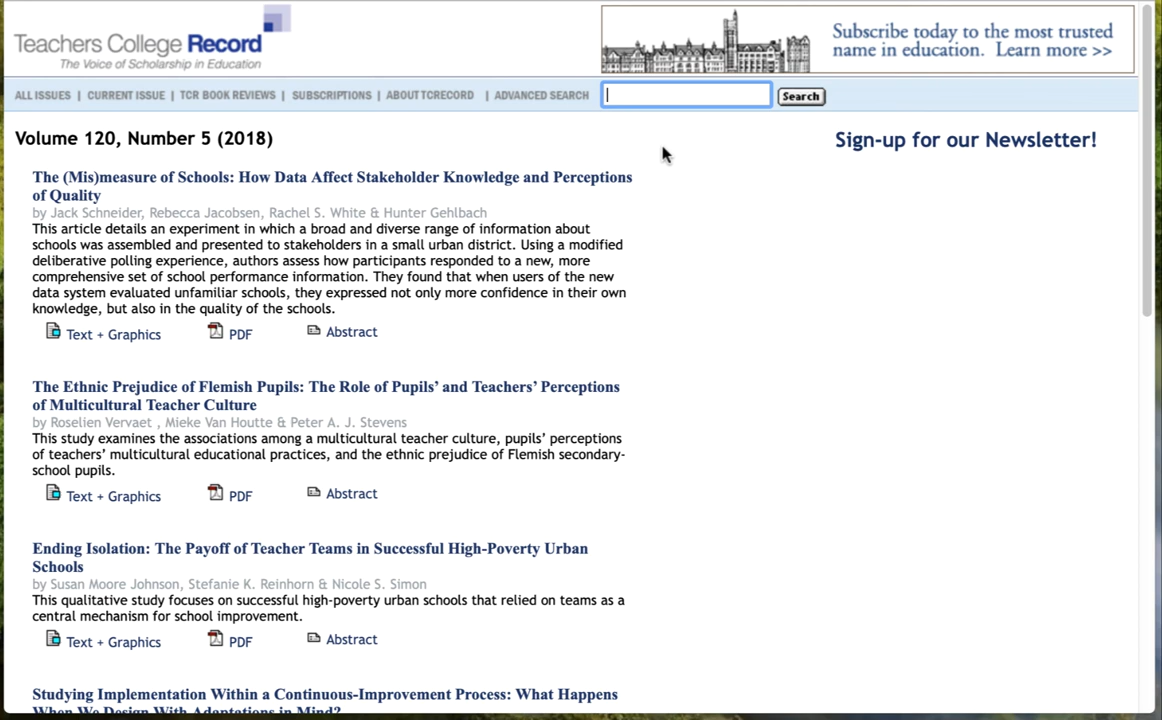 Teachers College Record
The Voice of Scholarship in Education
Subscribe today to the most trusted
name in education. Learn more >>
ALL ISSUES | CURRENT ISSUE | TCR BOOK REVIEWS | SUBSCRIPTIONS | ABOUT TCRECORD | ADVANCED SEARCH Search
Volume 120, Number 5 (2018)
Sign-up for our Newsletter!
The (Mis)measure of Schools: How Data Affect Stakeholder Knowledge and Perceptions
of Quality
by Jack Schneider, Rebecca Jacobsen, Rachel S. White & Hunter Gehlbach
This article details an experiment in which a broad and diverse range of information about
schools was assembled and presented to stakeholders in a small urban district. Using a modified
deliberative polling experience, authors assess how participants responded to a new, more
comprehensive set of school performance information. They found that when users of the new
data system evaluated unfamiliar schools, they expressed not only more confidence in their own
knowledge, but also in the quality of the schools.
Text + Graphics PDF Abstract
The Ethnic Prejudice of Flemish Pupils: The Role of Pupils’ and Teachers’ Perceptions
of Multicultural Teacher Culture
by Roselien Vervaet , Mieke Van Houtte & Peter A. J. Stevens
This study examines the associations among a multicultural teacher culture, pupils’ perceptions
of teachers’ multicultural educational practices, and the ethnic prejudice of Flemish secondary-
school pupils.
Text + Graphics PDF Abstract
Ending Isolation: The Payoff of Teacher Teams in Successful High-Poverty Urban
Schools
by Susan Moore Johnson, Stefanie K. Reinhorn & Nicole S. Simon
This qualitative study focuses on successful high-poverty urban schools that relied on teams as a
central mechanism for school improvement.
Text + Graphics PDF Abstract
Studying Implementation Within a Continuous-Improvement Process: What Happens
When We Design With Adaptations in Mind?